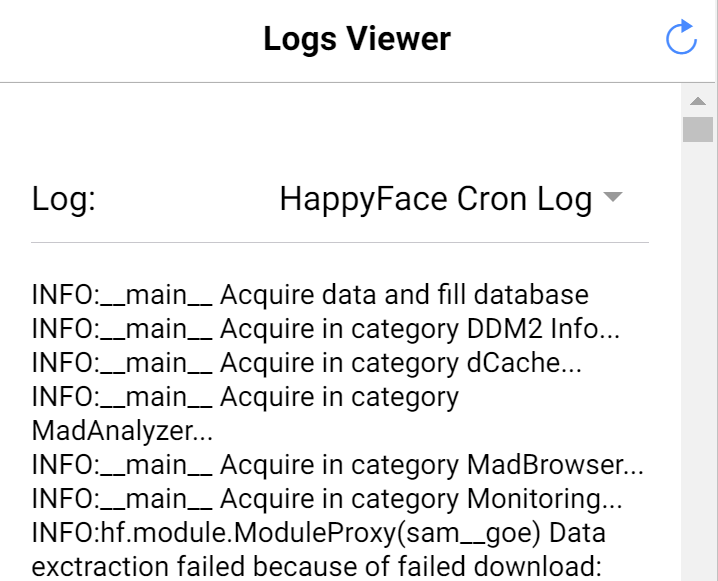 Logs Viewer
Log:
HappyFace Cron Log
INFO:__main__ Acquire data and fill database
INFO:__main__ Acquire in category DDM2 Info...
INFO:__main__ Acquire in category dCache...
INFO:__main__ Acquire in category
MadAnalyzer...
INFO:__main__ Acquire in category MadBrowser...
INFO:__main__ Acquire in category Monitoring...
INFO:hf.module.ModuleProxy(sam__goe) Data
exctraction failed because of failed download: